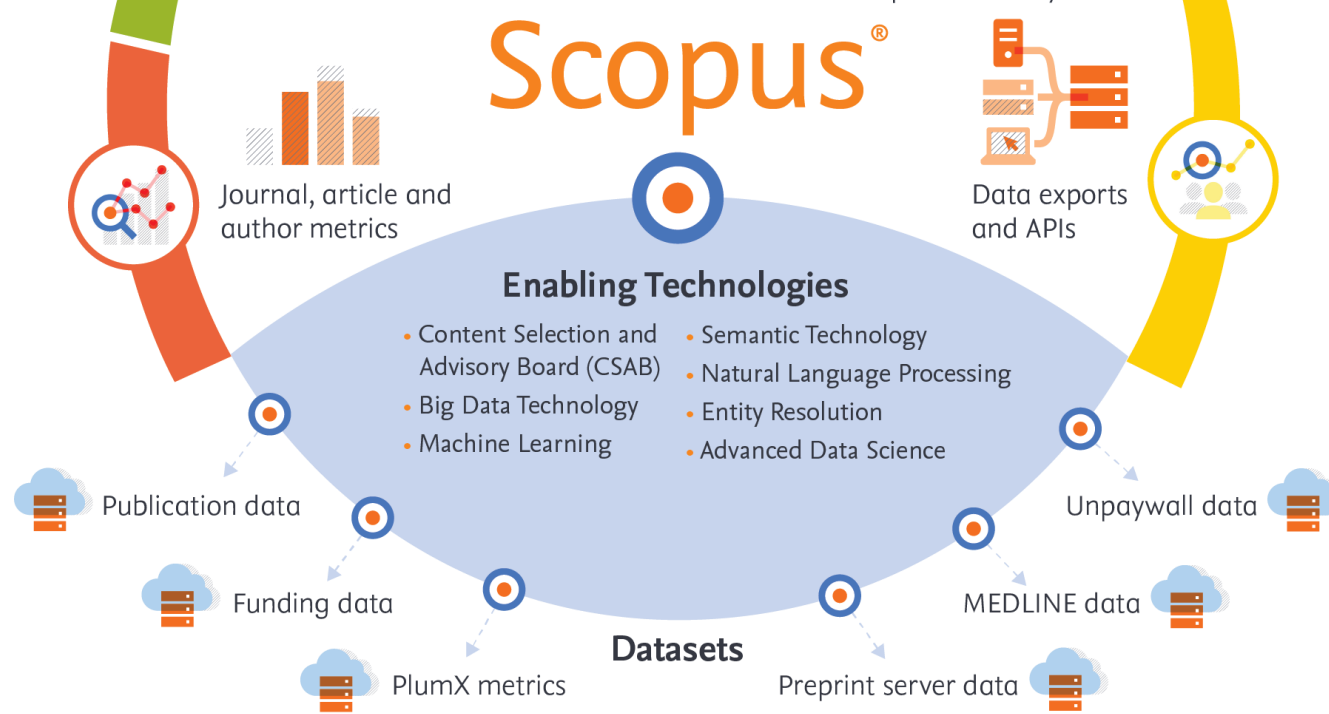 Scopus®
Journal, article and
author metrics
Data exports
and APIs
Enabling Technologies
• Content Selection and
Advisory Board (CSAB)
• Big Data Technology
• Machine Learning
• Semantic Technology
• Natural Language Processing
• Entity Resolution
• Advanced Data Science
Publication data
Funding data
PlumX metrics
Datasets
Preprint server data
MEDLINE data
Unpaywall data